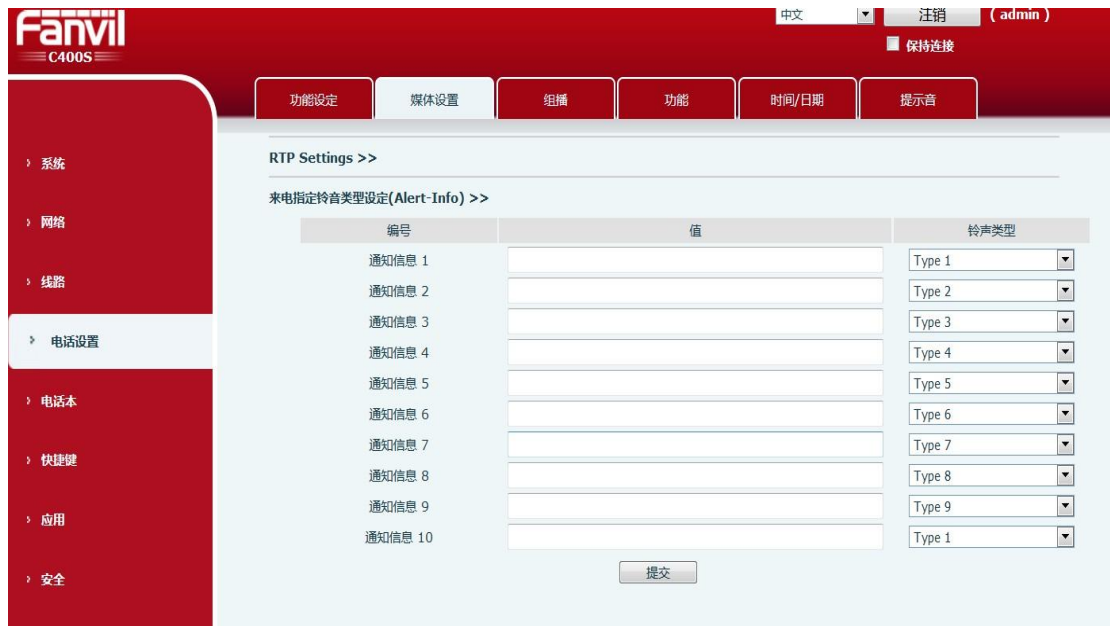 Fanvil
C400S
中文 注销 ( admin )
保持连接
功能设定 媒体设置 组播 功能 时间/日期 提示音
系统
网络
线路
电话设置
电话本
快捷键
应用
安全
RTP Settings >>
来电指定铃音类型设定(Alert-Info) >>
编号 值 铃声类型
通知信息 1 Type 1
通知信息 2 Type 2
通知信息 3 Type 3
通知信息 4 Type 4
通知信息 5 Type 5
通知信息 6 Type 6
通知信息 7 Type 7
通知信息 8 Type 8
通知信息 9 Type 9
通知信息 10 Type 1
提交